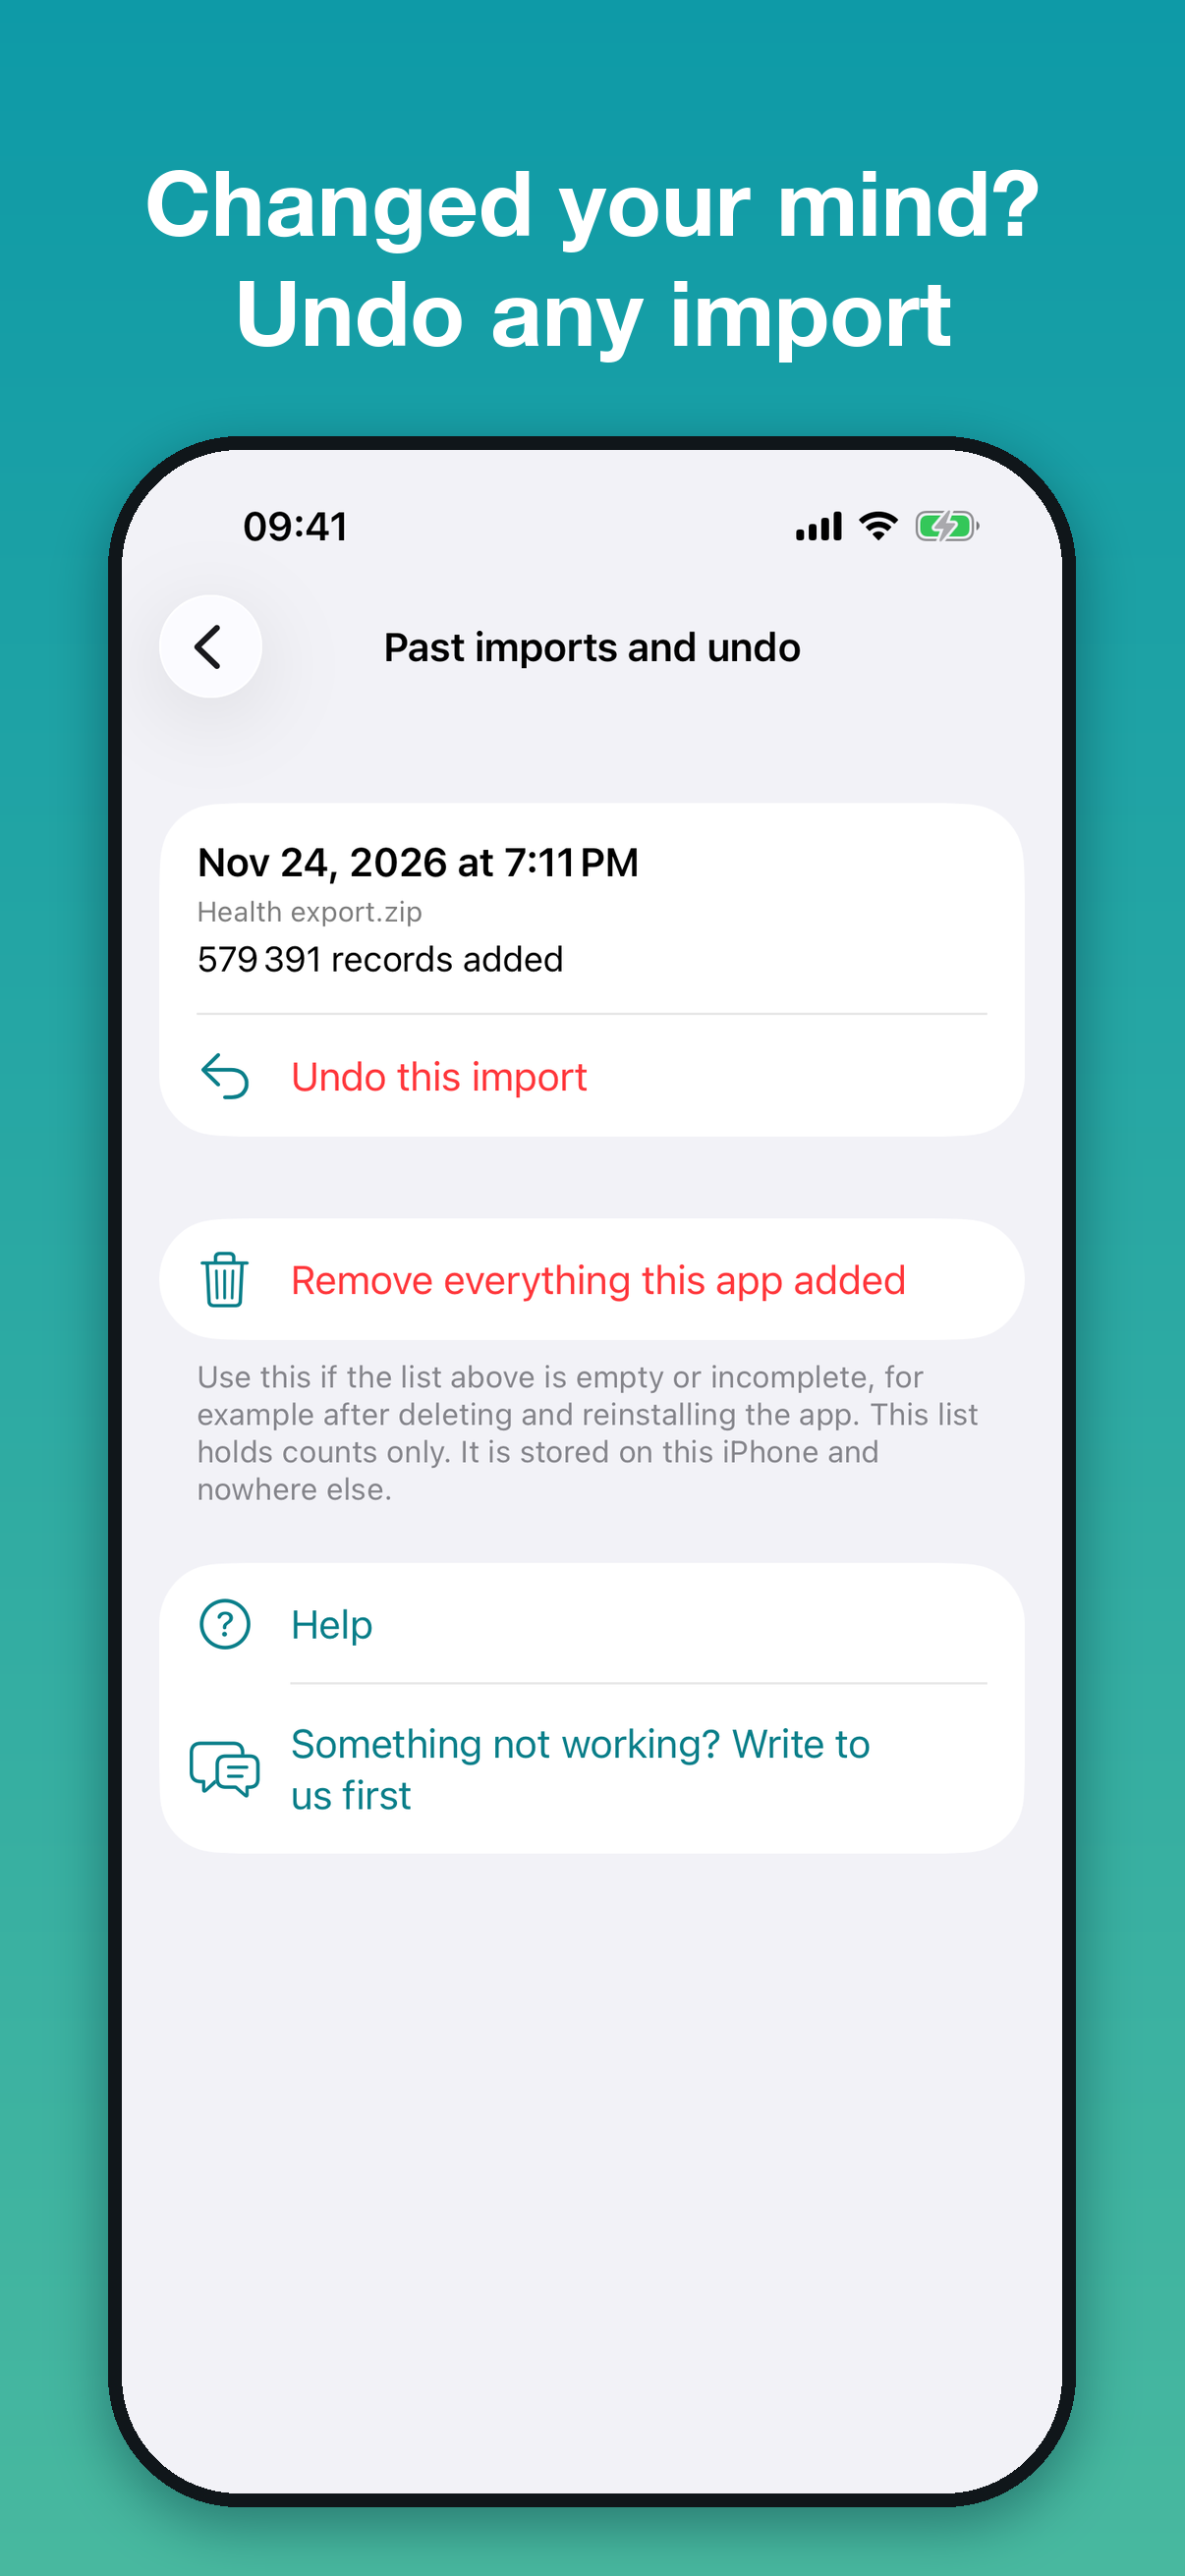 Changed your mind?
Undo any import
09:41
Past imports and undo
Nov 24, 2026 at 7:11 PM
Health export.zip
579 391 records added
Undo this import
Remove everything this app added
Use this if the list above is empty or incomplete, for
example after deleting and reinstalling the app. This list
holds counts only. It is stored on this iPhone and
nowhere else.
Help
Something not working? Write to
us first